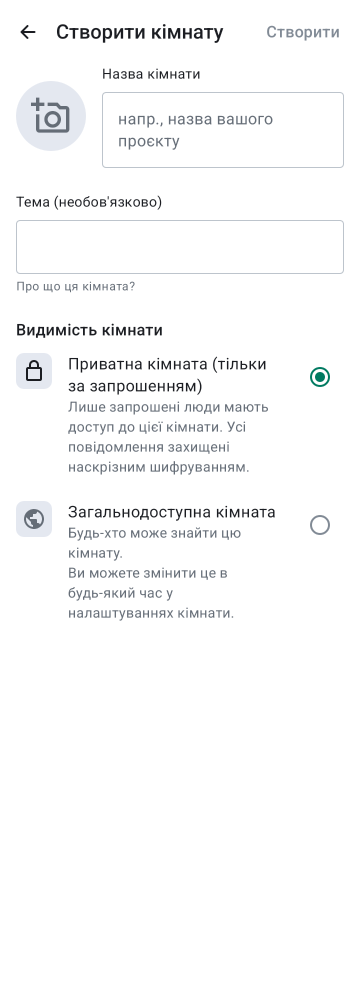 Створити кімнату
Створити
Назва кімнати
напр., назва вашого
проєкту
Тема (необов'язково)
Про що ця кімната?
Видимість кімнати
Приватна кімната (тільки
за запрошенням)
Лише запрошені люди мають
доступ до цієї кімнати. Усі
повідомлення захищені
наскрізним шифруванням.
Загальнодоступна кімната
Будь-хто може знайти цю
кімнату.
Ви можете змінити це в
будь-який час у
налаштуваннях кімнати.